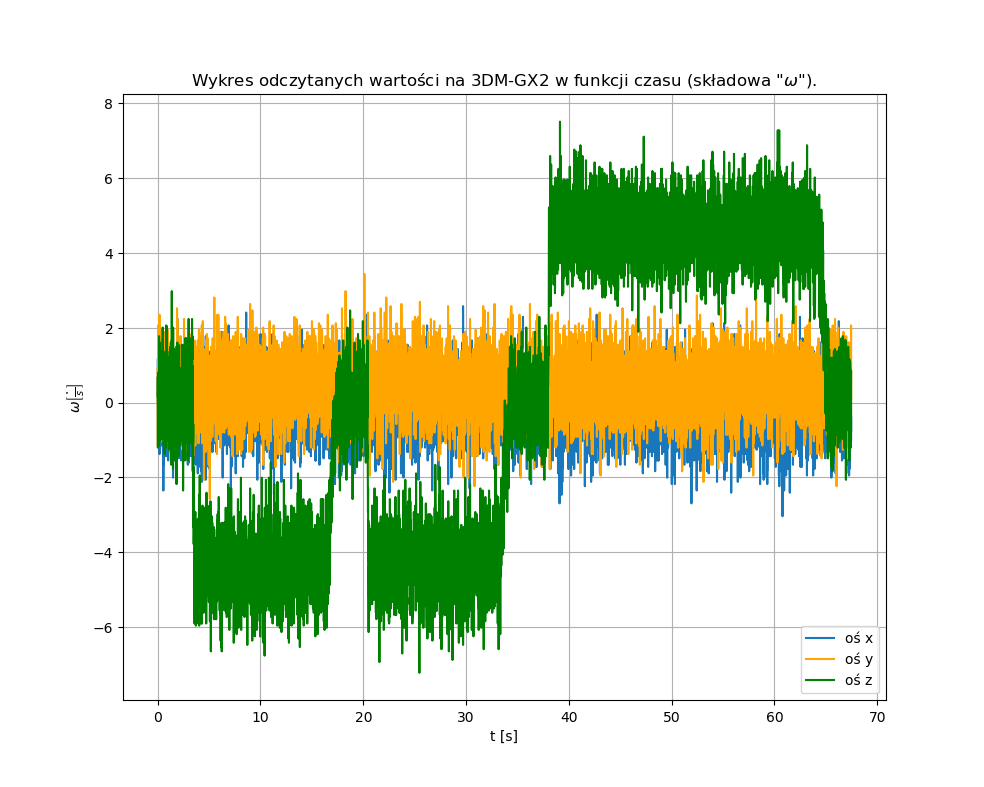 Wykres odczytanych wartości na 3DM-GX2 w funkcji czasu (składowa "ω").
8
6
4
2
0
−2
−4
−6
ω[°/s]
0 10 20 30 40 50 60 70
t [s]
oś x
oś y
oś z